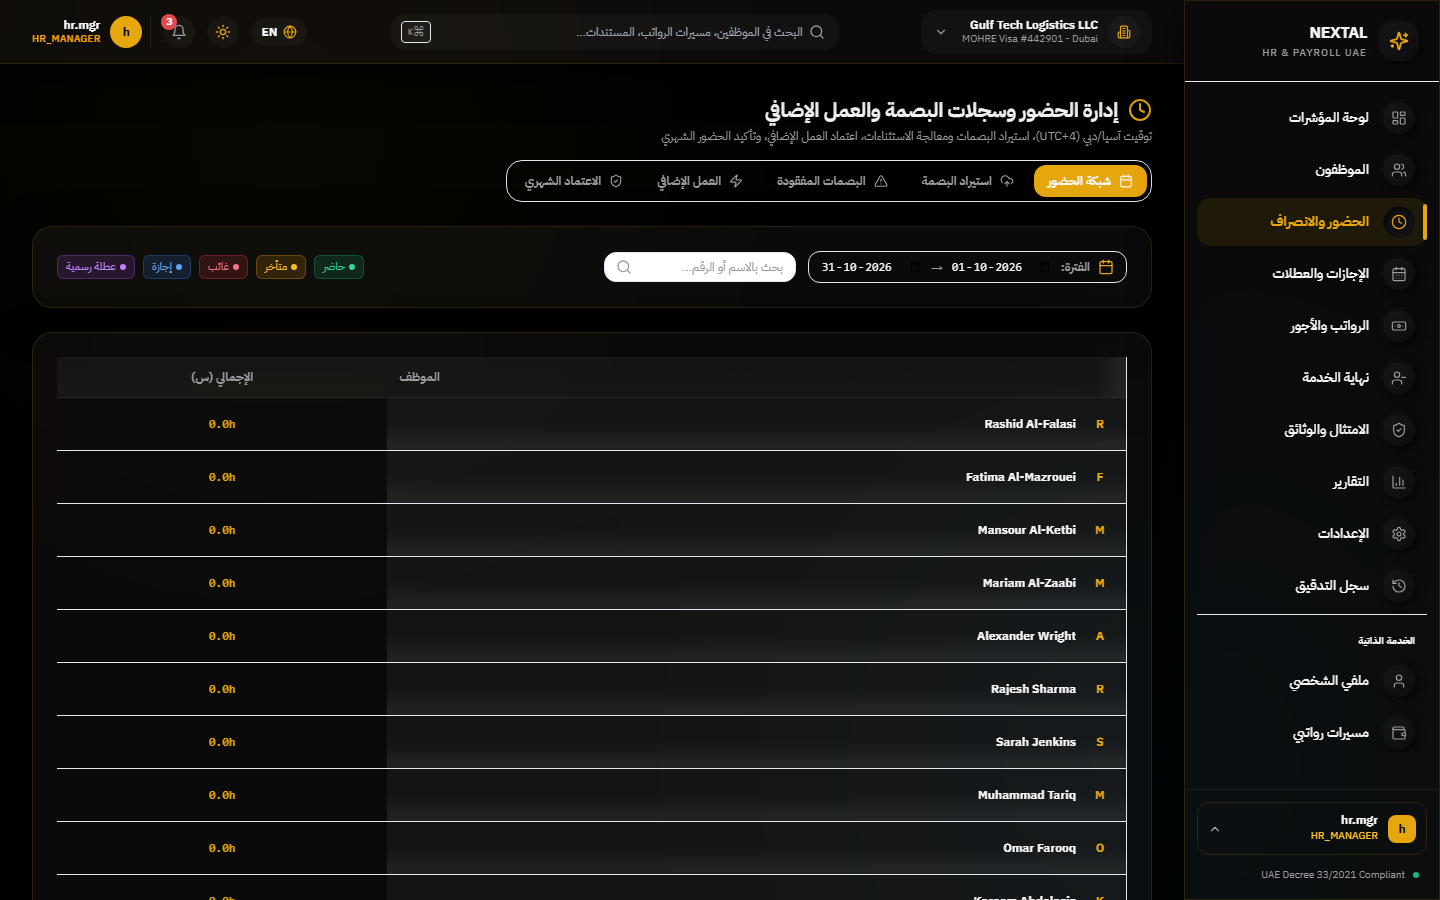 NEXTAL
HR & PAYROLL UAE
لوحة المؤشرات
الموظفون
الحضور والانصراف
الإجازات والعطلات
الرواتب والأجور
نهاية الخدمة
الامتثال والوثائق
التقارير
الإعدادات
سجل التدقيق
الخدمة الذاتية
ملفي الشخصي
مسيرات رواتبي
h
hr.mgr
HR_MANAGER
UAE Decree 33/2021 Compliant
Gulf Tech Logistics LLC
MOHRE Visa #442901 - Dubai
البحث في الموظفين، مسيرات الرواتب، المستندات...
⌘K
EN
3
h
hr.mgr
HR_MANAGER
إدارة الحضور وسجلات البصمة والعمل الإضافي
توقيت آسيا/دبي (UTC+4)، استيراد البصمات ومعالجة الاستثناءات، اعتماد العمل الإضافي، وتأكيد الحضور الشهري
شبكة الحضور
استيراد البصمة
البصمات المفقودة
العمل الإضافي
الاعتماد الشهري
الفترة: 01-10-2026 → 31-10-2026
بحث بالاسم أو الرقم...
حاضر
متأخر
غائب
إجازة
عطلة رسمية
الموظف الإجمالي (س)
R Rashid Al-Falasi 0.0h
F Fatima Al-Mazrouei 0.0h
M Mansour Al-Ketbi 0.0h
M Mariam Al-Zaabi 0.0h
A Alexander Wright 0.0h
R Rajesh Sharma 0.0h
S Sarah Jenkins 0.0h
M Muhammad Tariq 0.0h
O Omar Farooq 0.0h